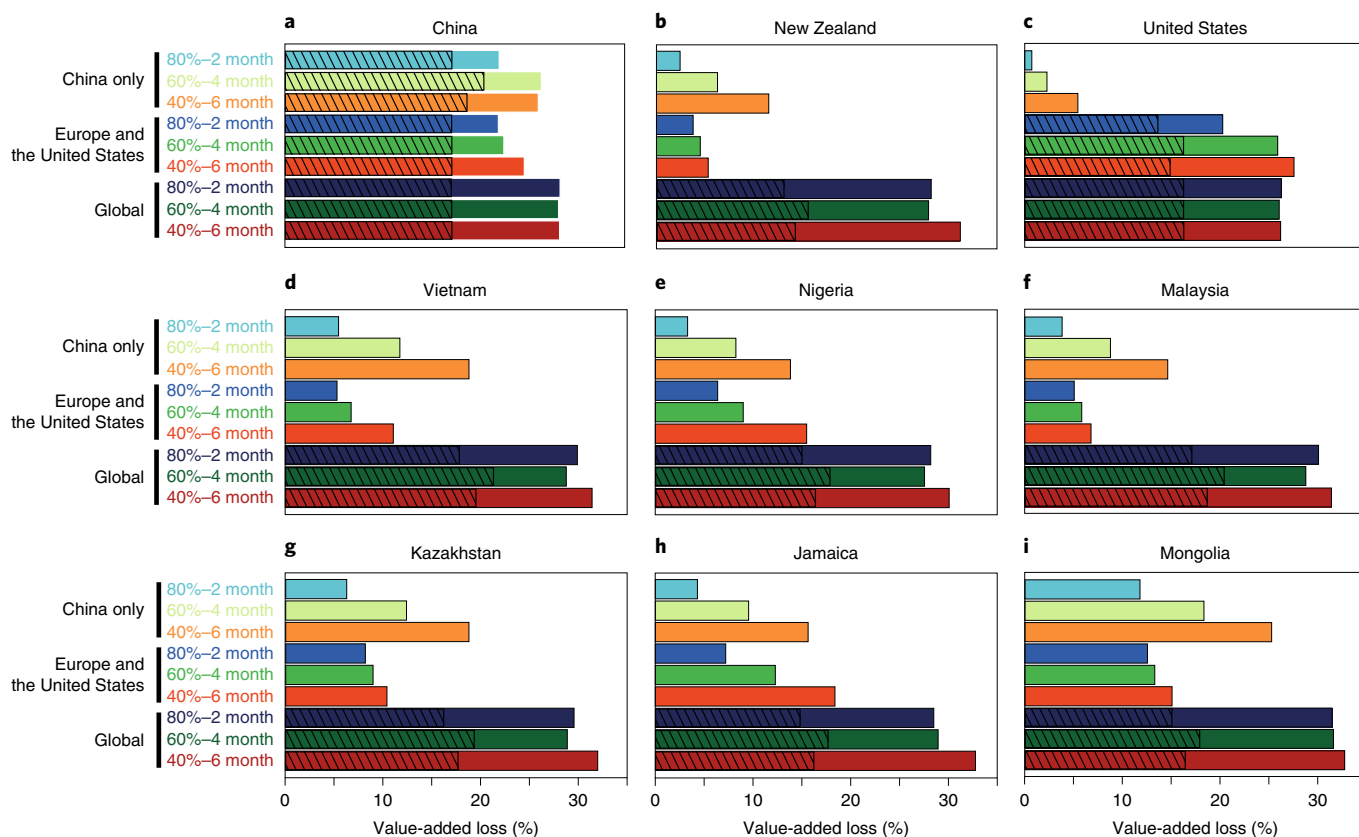 a China
b New Zealand
c United States
China only
80%–2 month
60%–4 month
40%–6 month
Europe and
the United States
80%–2 month
60%–4 month
40%–6 month
Global
80%–2 month
60%–4 month
40%–6 month
d Vietnam
e Nigeria
f Malaysia
China only
80%–2 month
60%–4 month
40%–6 month
Europe and
the United States
80%–2 month
60%–4 month
40%–6 month
Global
80%–2 month
60%–4 month
40%–6 month
g Kazakhstan
h Jamaica
i Mongolia
China only
80%–2 month
60%–4 month
40%–6 month
Europe and
the United States
80%–2 month
60%–4 month
40%–6 month
Global
80%–2 month
60%–4 month
40%–6 month
0 10 20 30
0 10 20 30
0 10 20 30
Value-added loss (%)
Value-added loss (%)
Value-added loss (%)